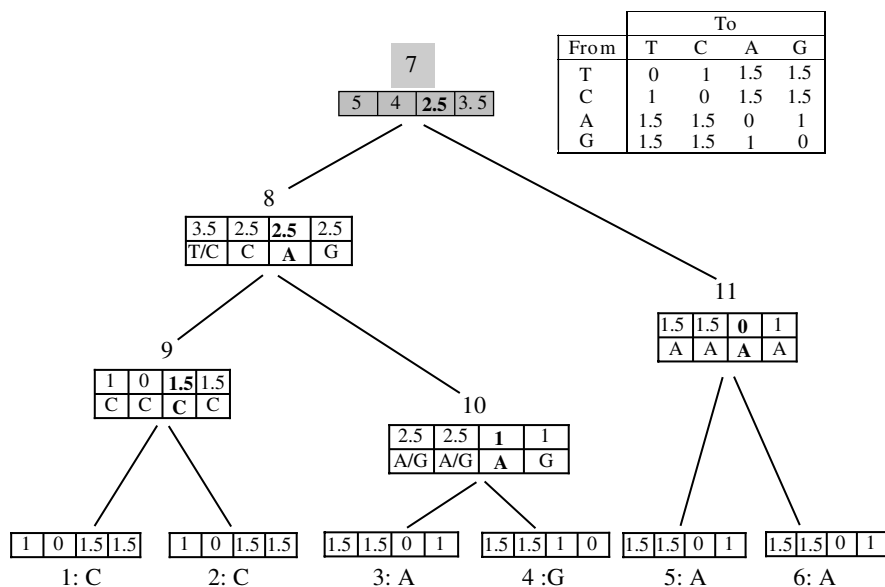 To
From T C A G
T 0 1 1.5 1.5
C 1 0 1.5 1.5
A 1.5 1.5 0 1
G 1.5 1.5 1 0
7
5 4 2.5 3.5
8
3.5 2.5 2.5 2.5
T/C C A G
11
1.5 1.5 0 1
A A A A
9
1 0 1.5 1.5
C C C C
10
2.5 2.5 1 1
A/G A/G A G
1 0 1.5 1.5
1 0 1.5 1.5
1.5 1.5 0 1
1.5 1.5 1 0
1.5 1.5 0 1
1.5 1.5 0 1
1: C
2: C
3: A
4 :G
5: A
6: A